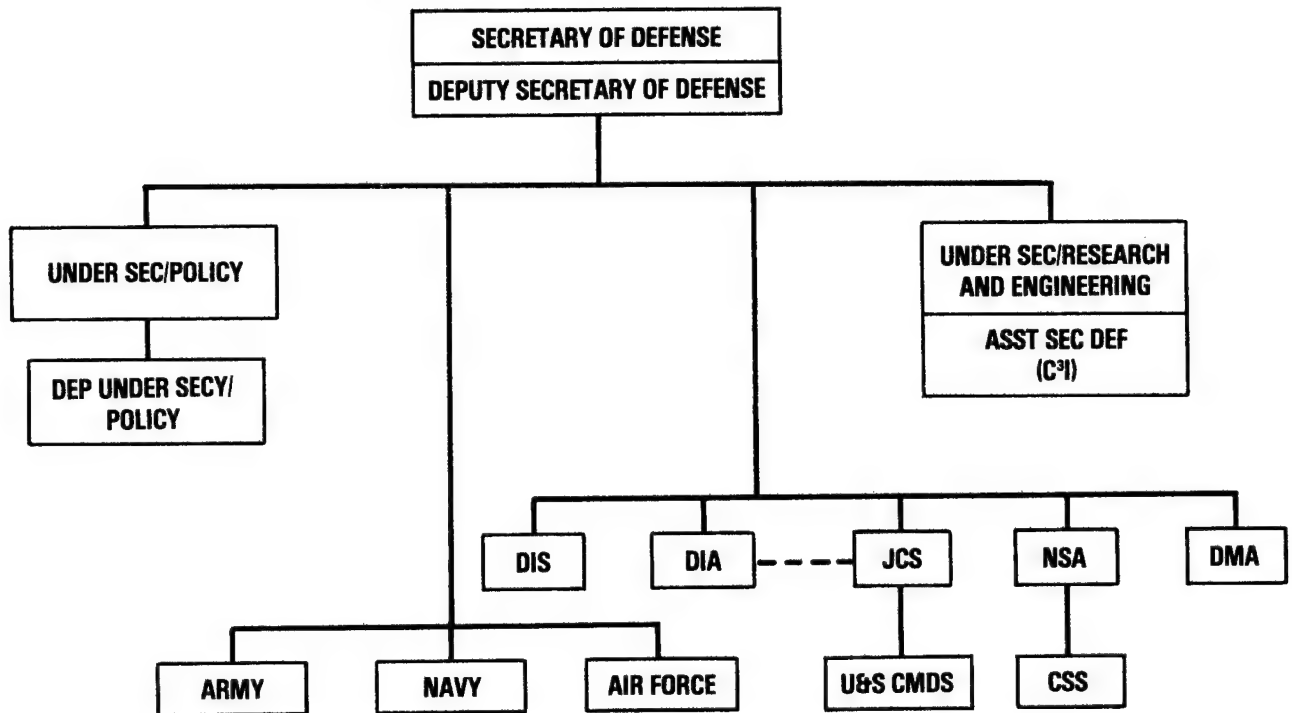 SECRETARY OF DEFENSE
DEPUTY SECRETARY OF DEFENSE
UNDER SEC/POLICY
DEP UNDER SECY/
POLICY
UNDER SEC/RESEARCH
AND ENGINEERING
ASST SEC DEF
(C³I)
DIS
DIA
JCS
NSA
DMA
ARMY
NAVY
AIR FORCE
U&S CMDS
CSS